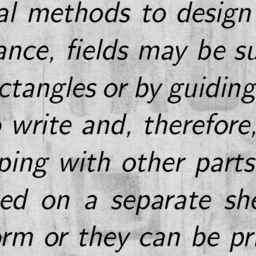 al methods to design
ance, fields may be su
ctangles or by guiding
write and, therefore,
ping with other parts
ed on a separate she
orm or they can be pr